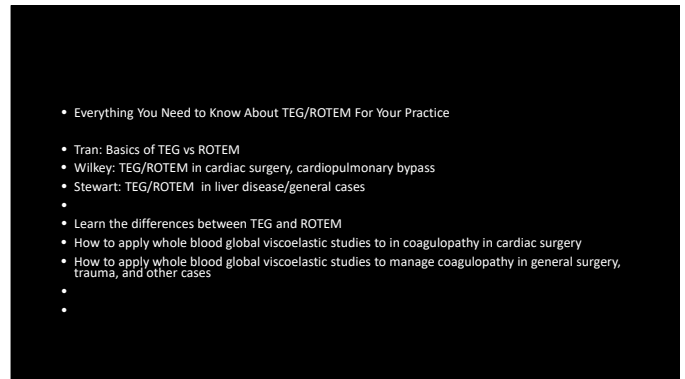 • Everything You Need to Know About TEG/ROTEM For Your Practice
• Tran: Basics of TEG vs ROTEM
• Wilkey: TEG/ROTEM in cardiac surgery, cardiopulmonary bypass
• Stewart: TEG/ROTEM  in liver disease/general cases
•
• Learn the differences between TEG and ROTEM
• How to apply whole blood global viscoelastic studies to in coagulopathy in cardiac surgery
• How to apply whole blood global viscoelastic studies to manage coagulopathy in general surgery,
trauma, and other cases
•
•